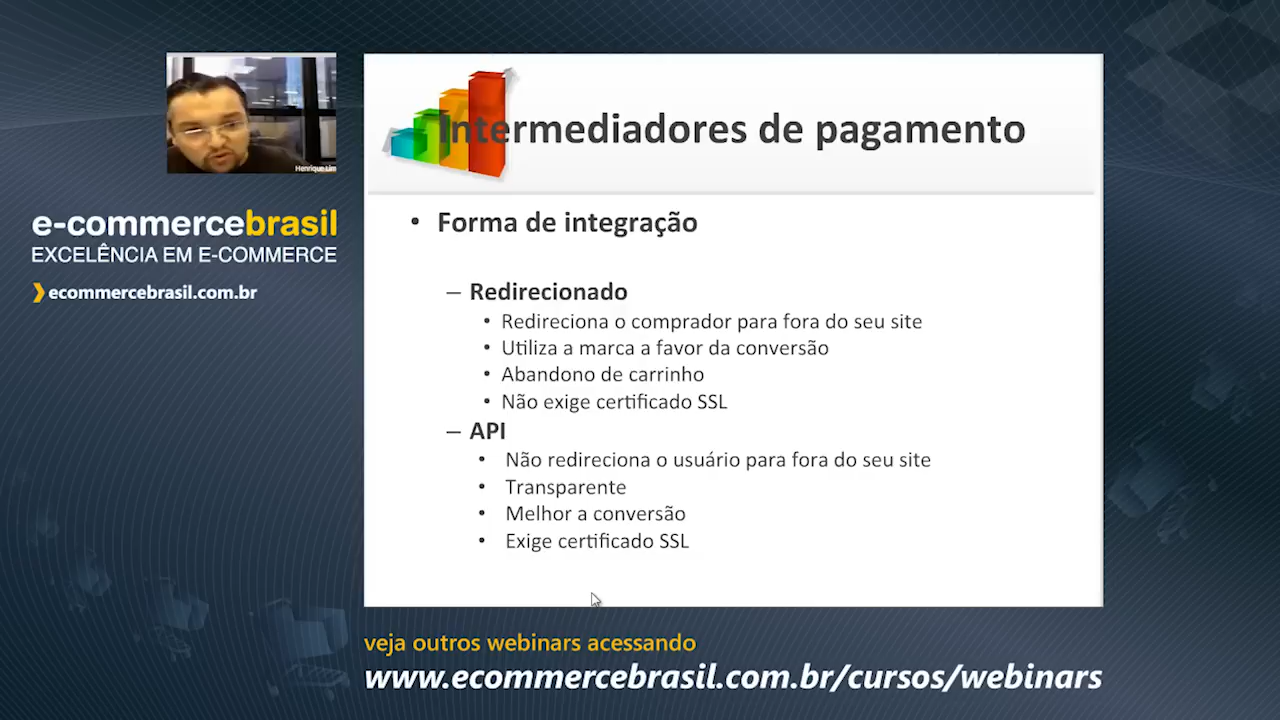 Henrique Lim
e-commercebrasil
EXCELÊNCIA EM E-COMMERCE
ecommercebrasil.com.br
Intermediadores de pagamento
• Forma de integração
– Redirecionado
• Redireciona o comprador para fora do seu site
• Utiliza a marca a favor da conversão
• Abandono de carrinho
• Não exige certificado SSL
– API
• Não redireciona o usuário para fora do seu site
• Transparente
• Melhor a conversão
• Exige certificado SSL
veja outros webinars acessando
www.ecommercebrasil.com.br/cursos/webinars